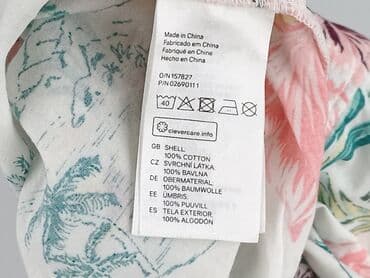 Made in China
Fabricado em China
Fabriqué en Chine
Hecho en China
O/N 157827
P/N 02690111
40
clevercare.info
GB SHELL:
100% COTTON
CZ SVRCHNÍ LÁTKA:
100% BAVLNA
DE OBERMATERIAL:
100% BAUMWOLLE
EE ÜMBRIS:
100% PUUVILL
ES TELA EXTERIOR:
100% ALGODÓN